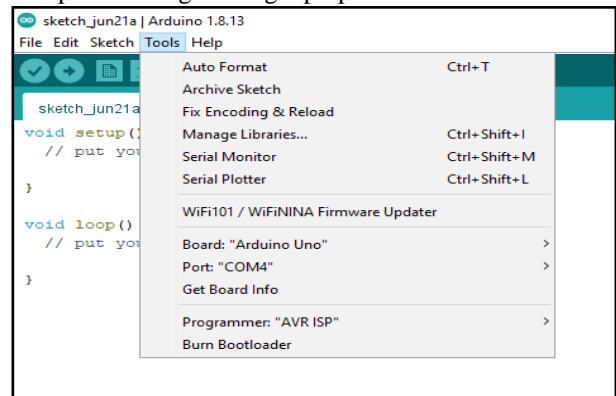 sketch_jun21a | Arduino 1.8.13
File Edit Sketch Tools Help
sketch_jun21a
Auto Format Ctrl+T
Archive Sketch
Fix Encoding & Reload
Manage Libraries... Ctrl+Shift+I
Serial Monitor Ctrl+Shift+M
Serial Plotter Ctrl+Shift+L
WiFi101 / WiFiNINA Firmware Updater
Board: "Arduino Uno" >
Port: "COM4" >
Get Board Info
Programmer: "AVR ISP" >
Burn Bootloader
void setup()
// put you
}
void loop()
// put you
}